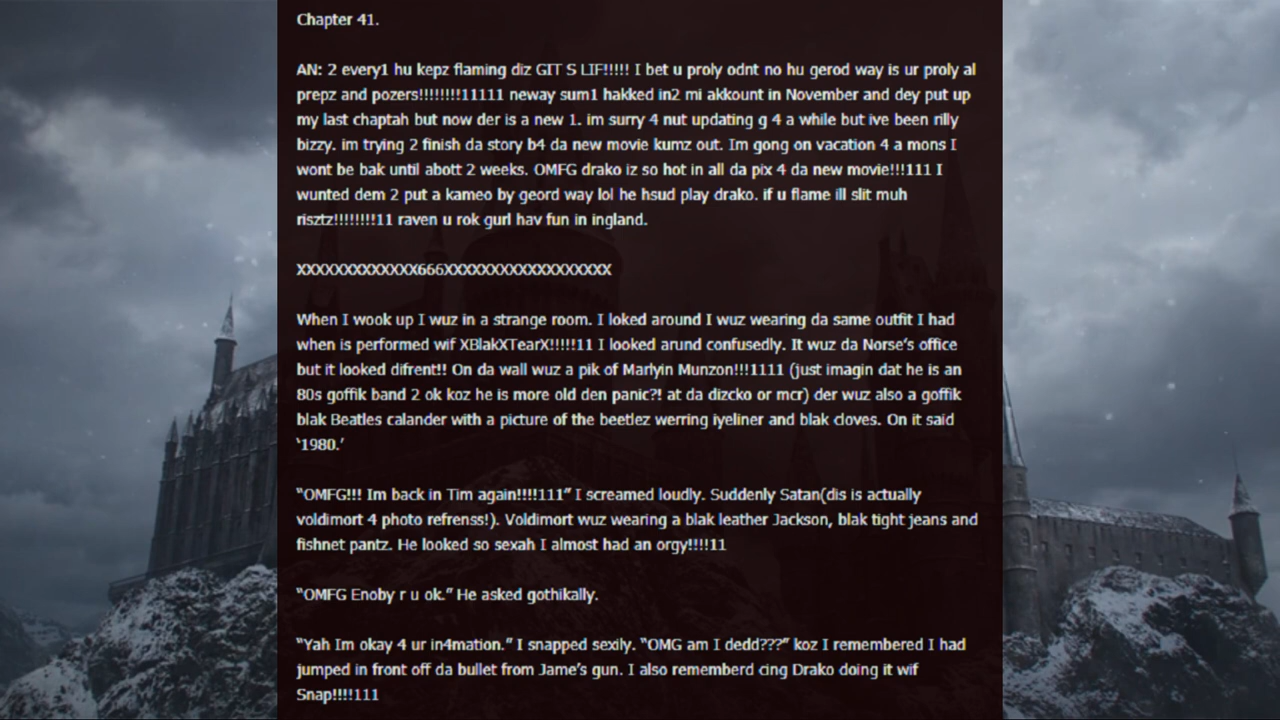 Chapter 41.
AN: 2 every1 hu kepz flaming diz GIT S LIF!!!!! I bet u proly odnt no hu gerod way is ur proly al
prepz and pozers!!!!!!!!11111 neway sum1 hakked in2 mi akkount in November and dey put up
my last chaptah but now der is a new 1. im surry 4 nut updating g 4 a while but ive been rilly
bizzy. im trying 2 finish da story b4 da new movie kumz out. Im gong on vacation 4 a mons I
wont be bak until abott 2 weeks. OMFG drako iz so hot in all da pix 4 da new movie!!!111 I
wunted dem 2 put a kameo by geord way lol he hsud play drako. if u flame ill slit muh
risztz!!!!!!!!11 raven u rok gurl hav fun in ingland.
XXXXXXXXXXXXX666XXXXXXXXXXXXXXXXXX
When I wook up I wuz in a strange room. I loked around I wuz wearing da same outfit I had
when is performed wif XBlakXTearX!!!!!11 I looked arund confusedly. It wuz da Norse's office
but it looked difrent!! On da wall wuz a pik of Marlyin Munzon!!!1111 (just imagin dat he is an
80s goffik band 2 ok koz he is more old den panic?! at da dizcko or mcr) der wuz also a goffik
blak Beatles calander with a picture of the beetlez werring iyeliner and blak cloves. On it said
‘1980.’
“OMFG!!! Im back in Tim again!!!!111” I screamed loudly. Suddenly Satan(dis is actually
voldimort 4 photo refrenss!). Voldimort wuz wearing a blak leather Jackson, blak tight jeans and
fishnet pantz. He looked so sexah I almost had an orgy!!!!11
“OMFG Enoby r u ok.” He asked gothikally.
“Yah Im okay 4 ur in4mation.” I snapped sexily. “OMG am I dedd???” koz I remembered I had
jumped in front off da bullet from Jame’s gun. I also rememberd cing Drako doing it wif
Snap!!!!111